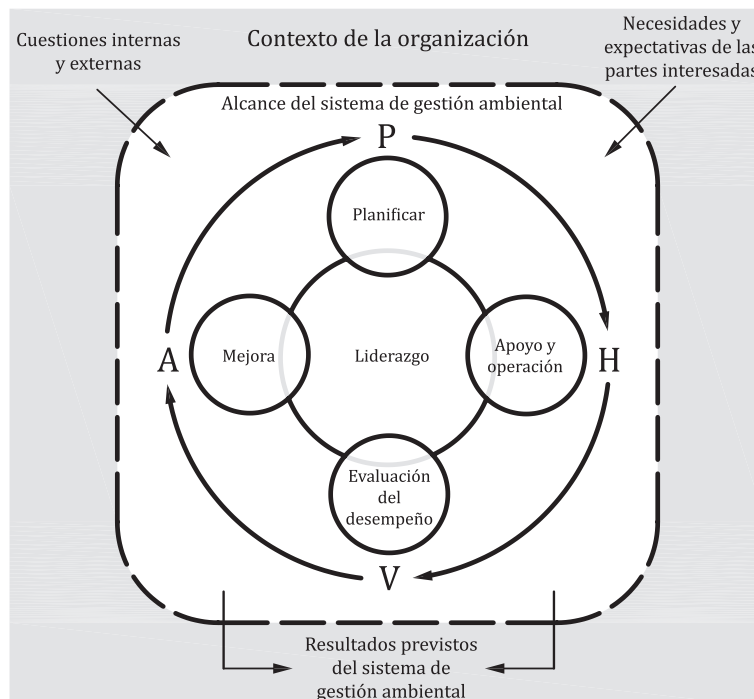 Cuestiones internas
y externas
Contexto de la organización
Necesidades y
expectativas de las
partes interesadas
Alcance del sistema de gestión ambiental
P
Planificar
A
Mejora
Liderazgo
Apoyo y
operación
H
Evaluación
del
desempeño
V
Resultados previstos
del sistema de
gestión ambiental